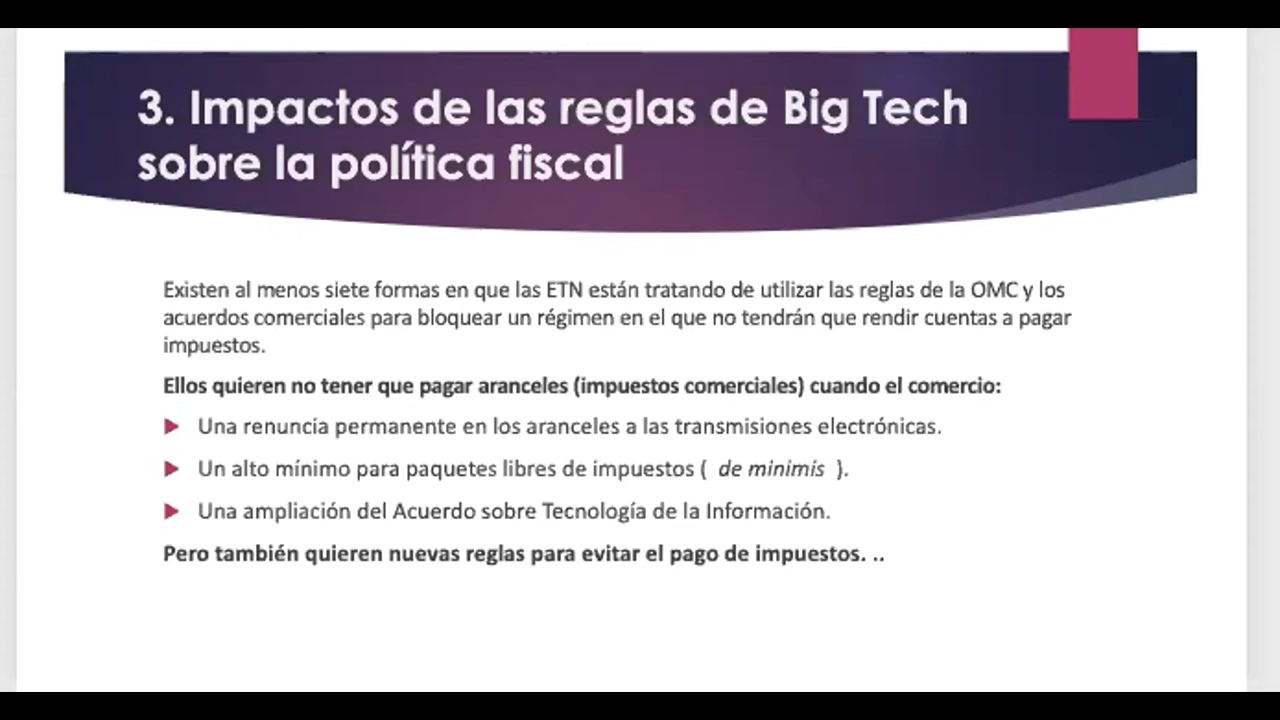 3. Impactos de las reglas de Big Tech
sobre la política fiscal
Existen al menos siete formas en que las ETN están tratando de utilizar las reglas de la OMC y los
acuerdos comerciales para bloquear un régimen en el que no tendrán que rendir cuentas a pagar
impuestos.
Ellos quieren no tener que pagar aranceles (impuestos comerciales) cuando el comercio:
Una renuncia permanente en los aranceles a las transmisiones electrónicas.
Un alto mínimo para paquetes libres de impuestos ( de minimis ).
Una ampliación del Acuerdo sobre Tecnología de la Información.
Pero también quieren nuevas reglas para evitar el pago de impuestos. ..